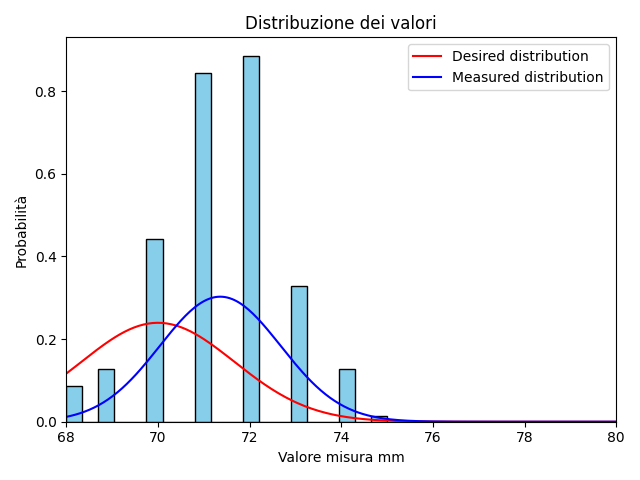 Distribuzione dei valori
Desired distribution
Measured distribution
Probabilità
0.8
0.6
0.4
0.2
0.0
68 70 72 74 76 78 80
Valore misura mm